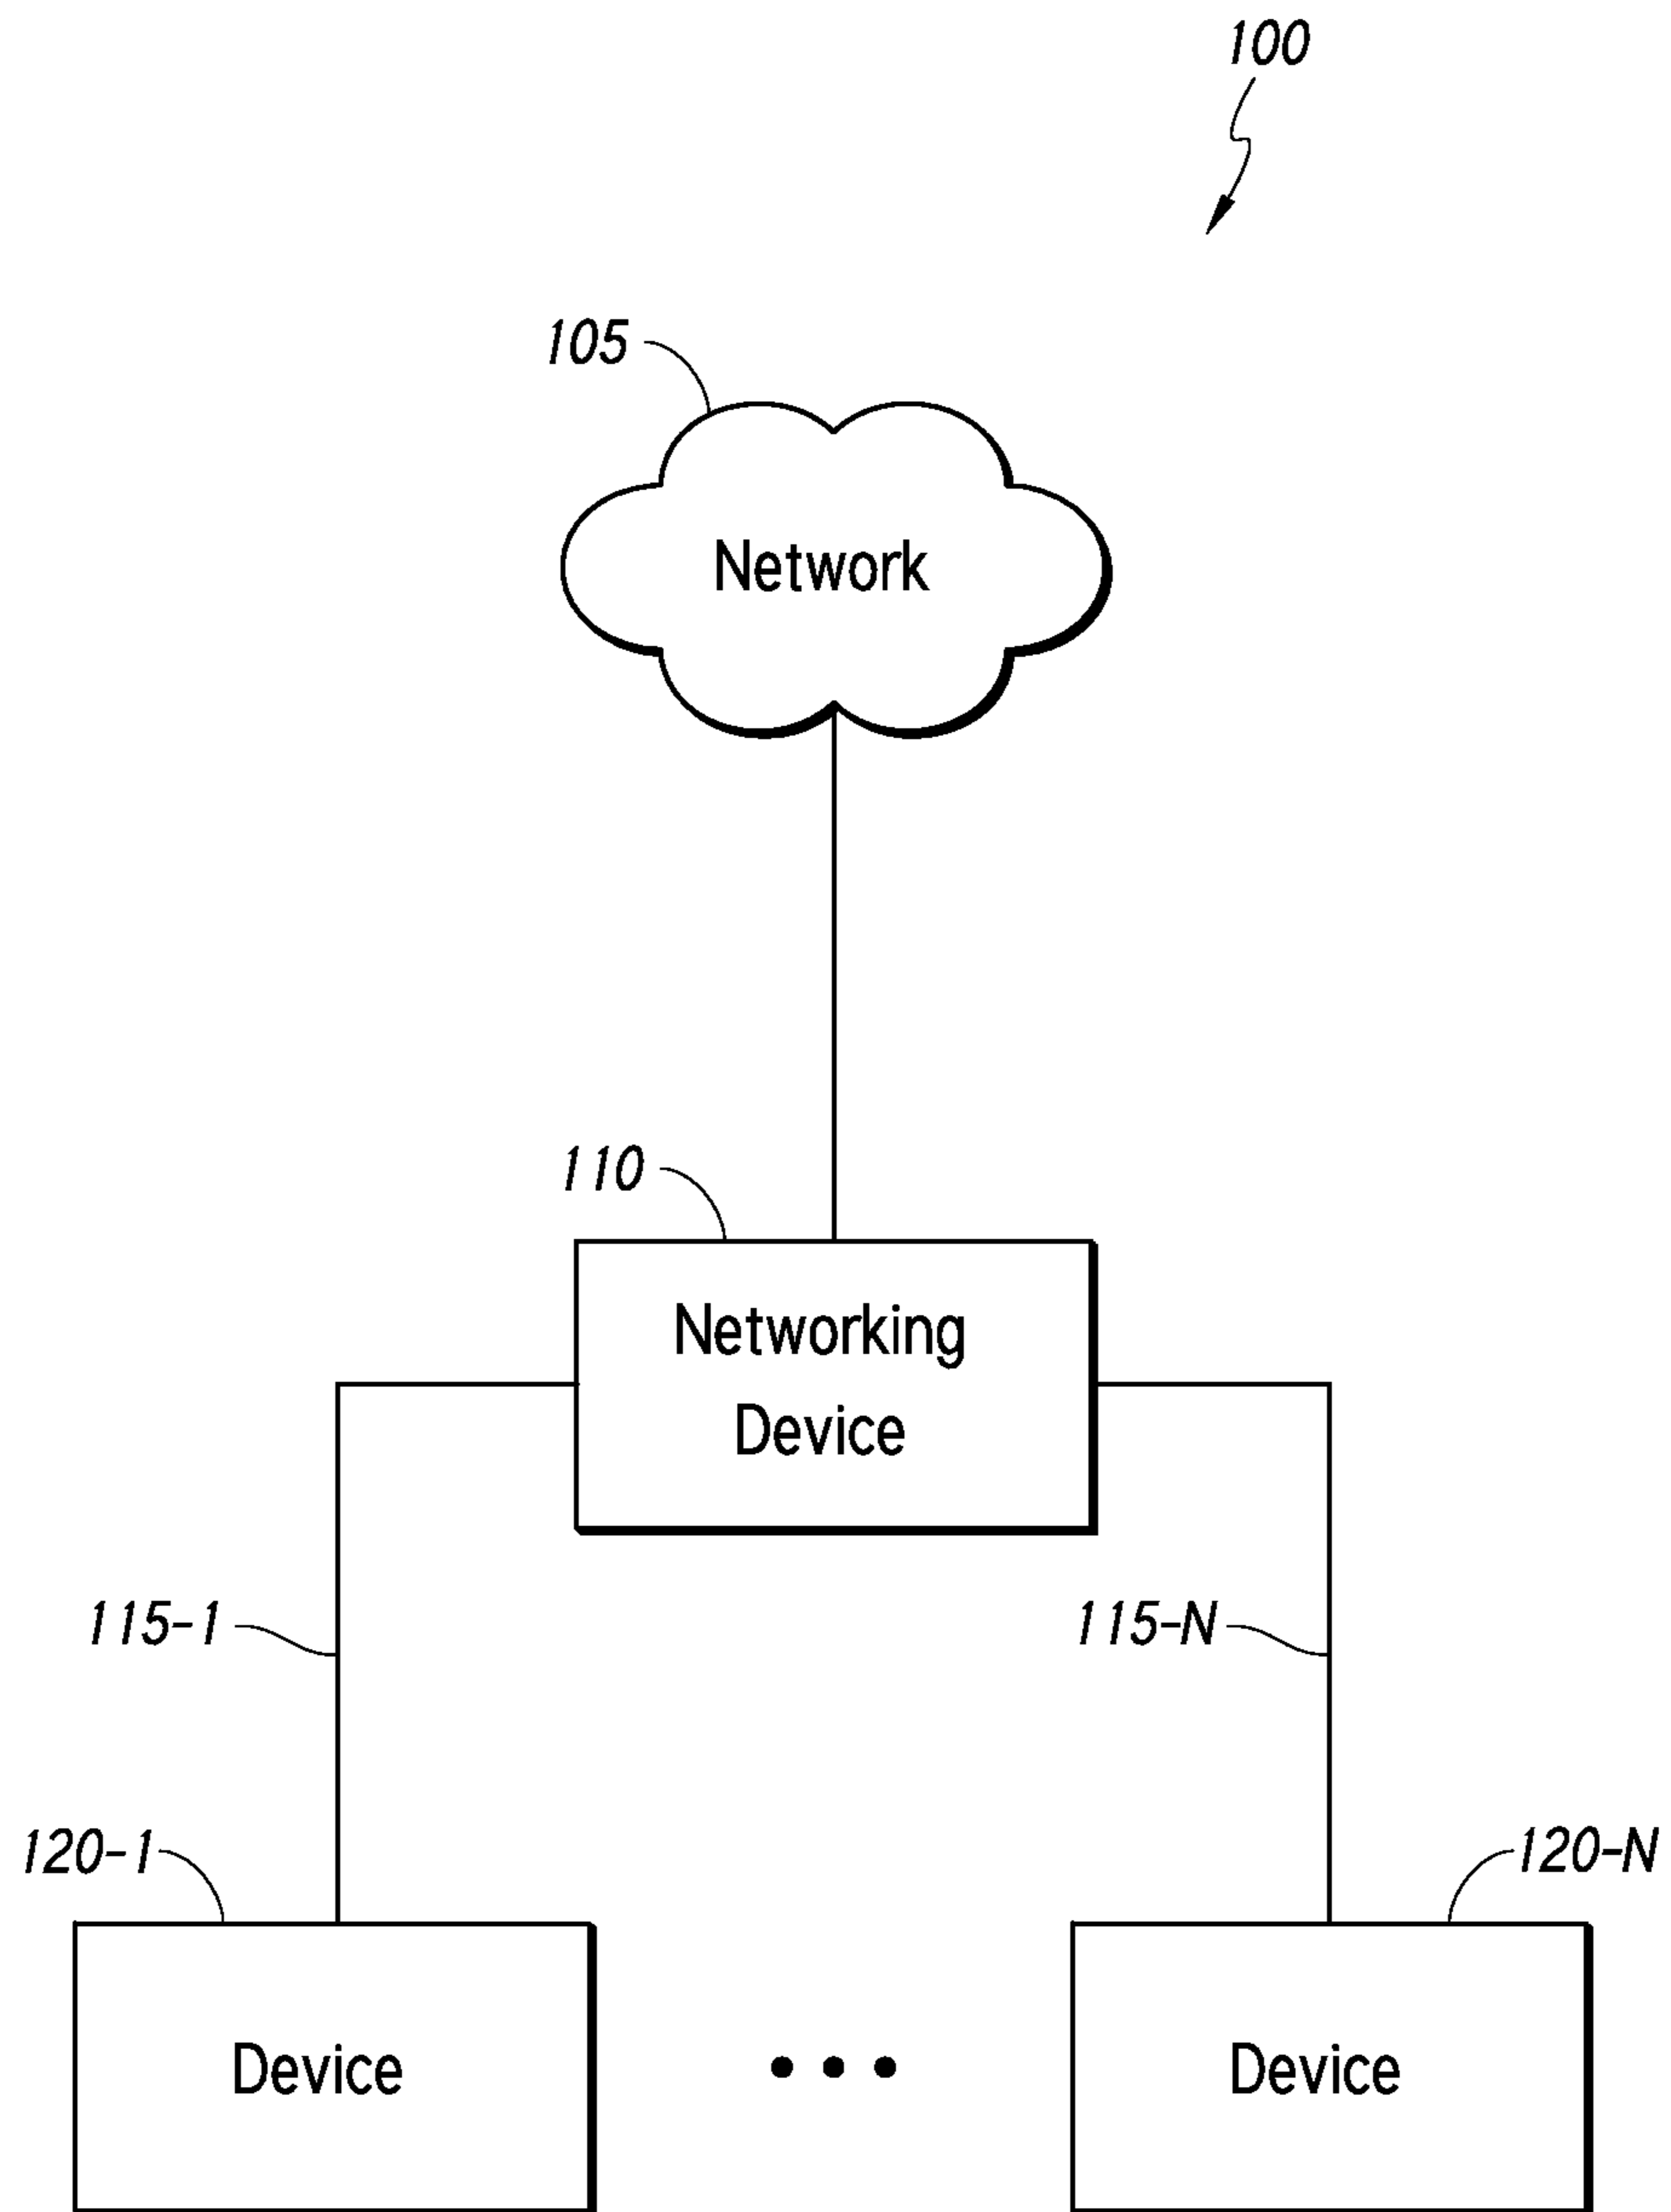 100
105
Network
110
Networking
Device
115-1
115-N
120-1
120-N
Device
Device